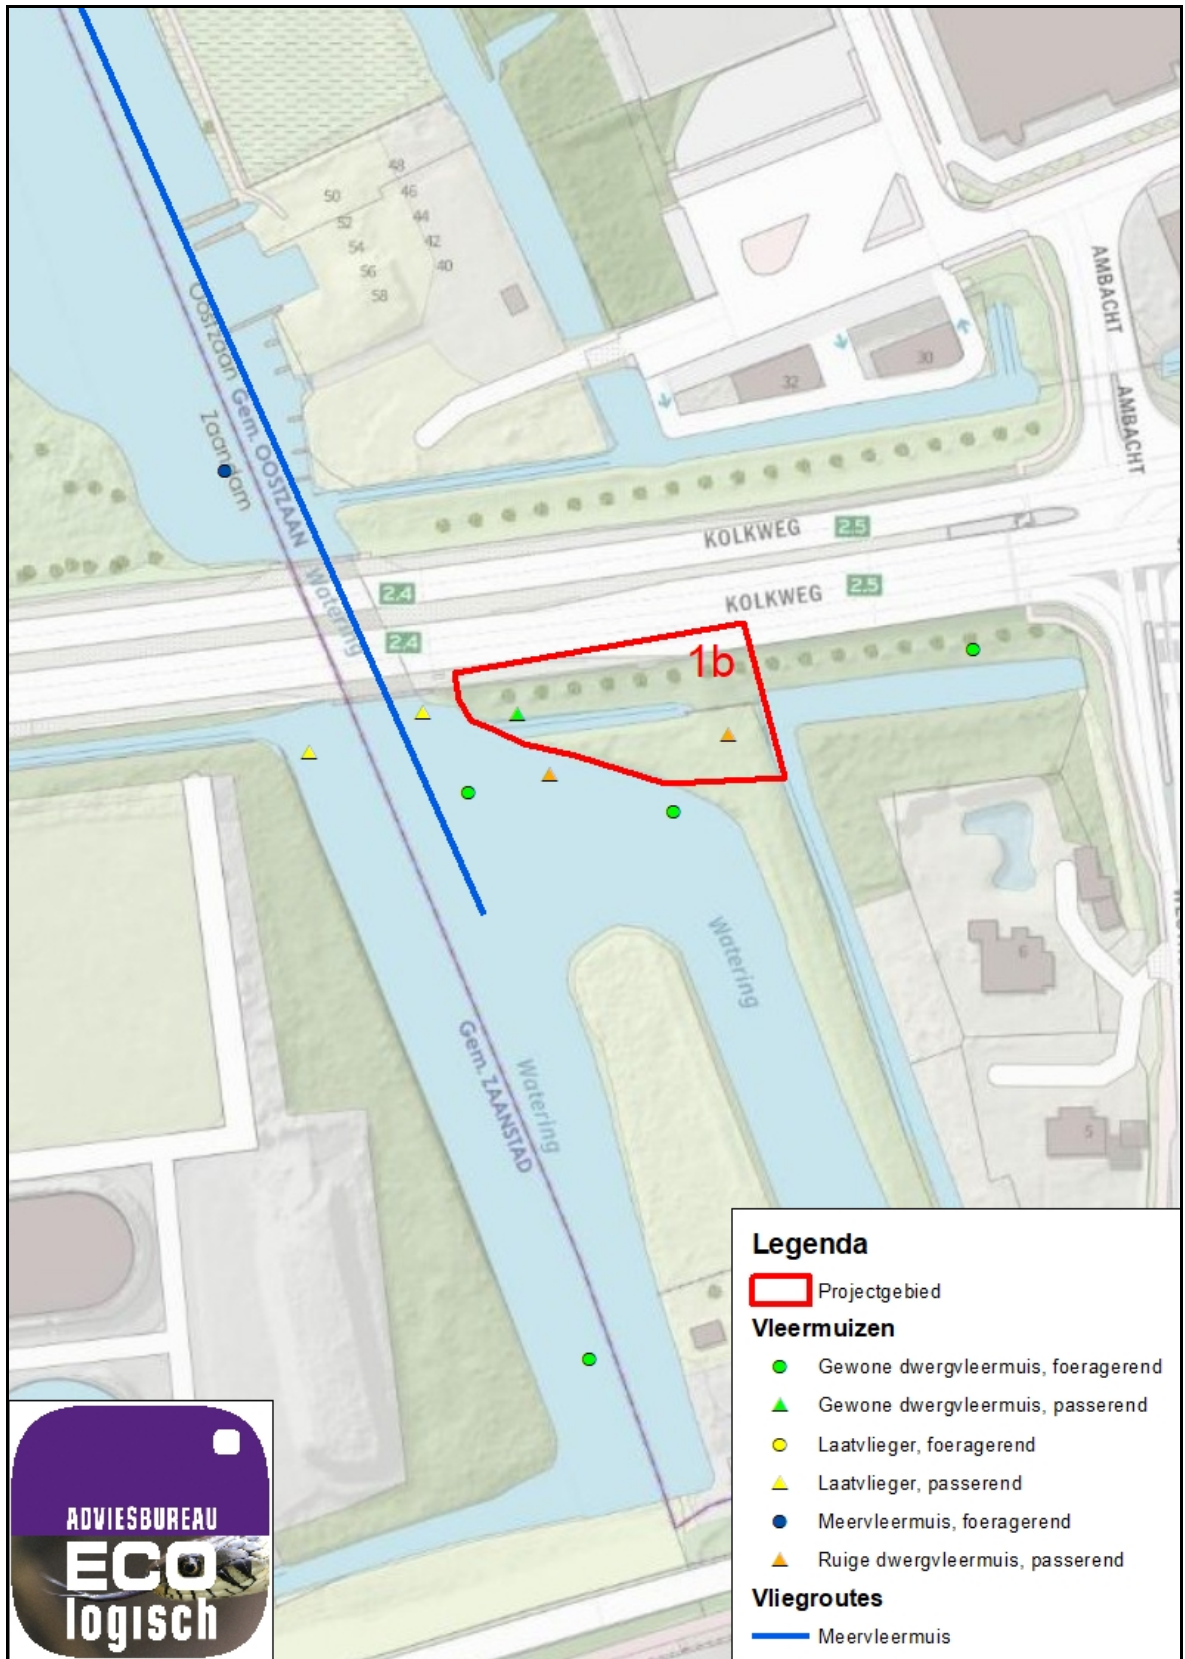 48
50
46
52
44
54
42
56
40
58
AMBACHT
AMBACHT
30
32
Oostzaan
Zaandam
Gem. OOSTZAAN
Watering
KOLKWEG 2.5
KOLKWEG 2.5
2.4
2.4
1b
Watering
6
Gem. ZAANSTAD
Watering
5
Legenda
Projectgebied
Vleermuizen
Gewone dwergvleermuis, foeragerend
Gewone dwergvleermuis, passerend
Laatvlieger, foeragerend
Laatvlieger, passerend
Meervleermuis, foeragerend
Ruige dwergvleermuis, passerend
Vliegroutes
Meervleermuis
ADVIESBUREAU
ECO
logisch